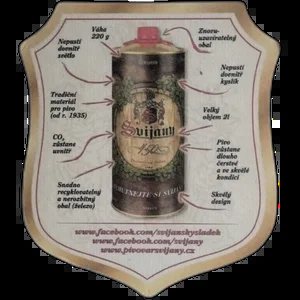 Nepustí
dovnitř
světlo
Váha
220 g
Znovu-
uzavíratelný
obal
Nepustí
dovnitř
kyslík
Tradiční
materiál
pro pivo
(od r. 1935)
Velký
objem 2l
CO₂
zůstane
uvnitř
Pivo
zůstane
dlouho
čerstvé
a ve skvělé
kondici
Snadno
recyklovatelný
a nerozbitný
obal (železo)
Skvělý
design
Svijany
www.facebook.com/svijanskysladek
www.facebook.com/svijany
www.pivovarsvijany.cz